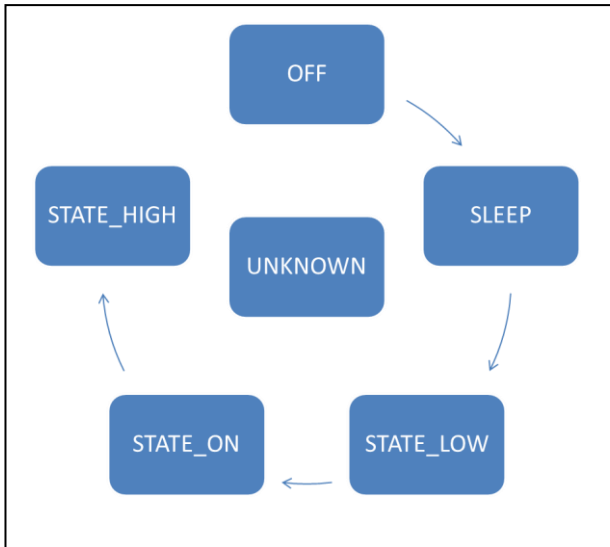 OFF
STATE_HIGH
SLEEP
UNKNOWN
STATE_ON
STATE_LOW